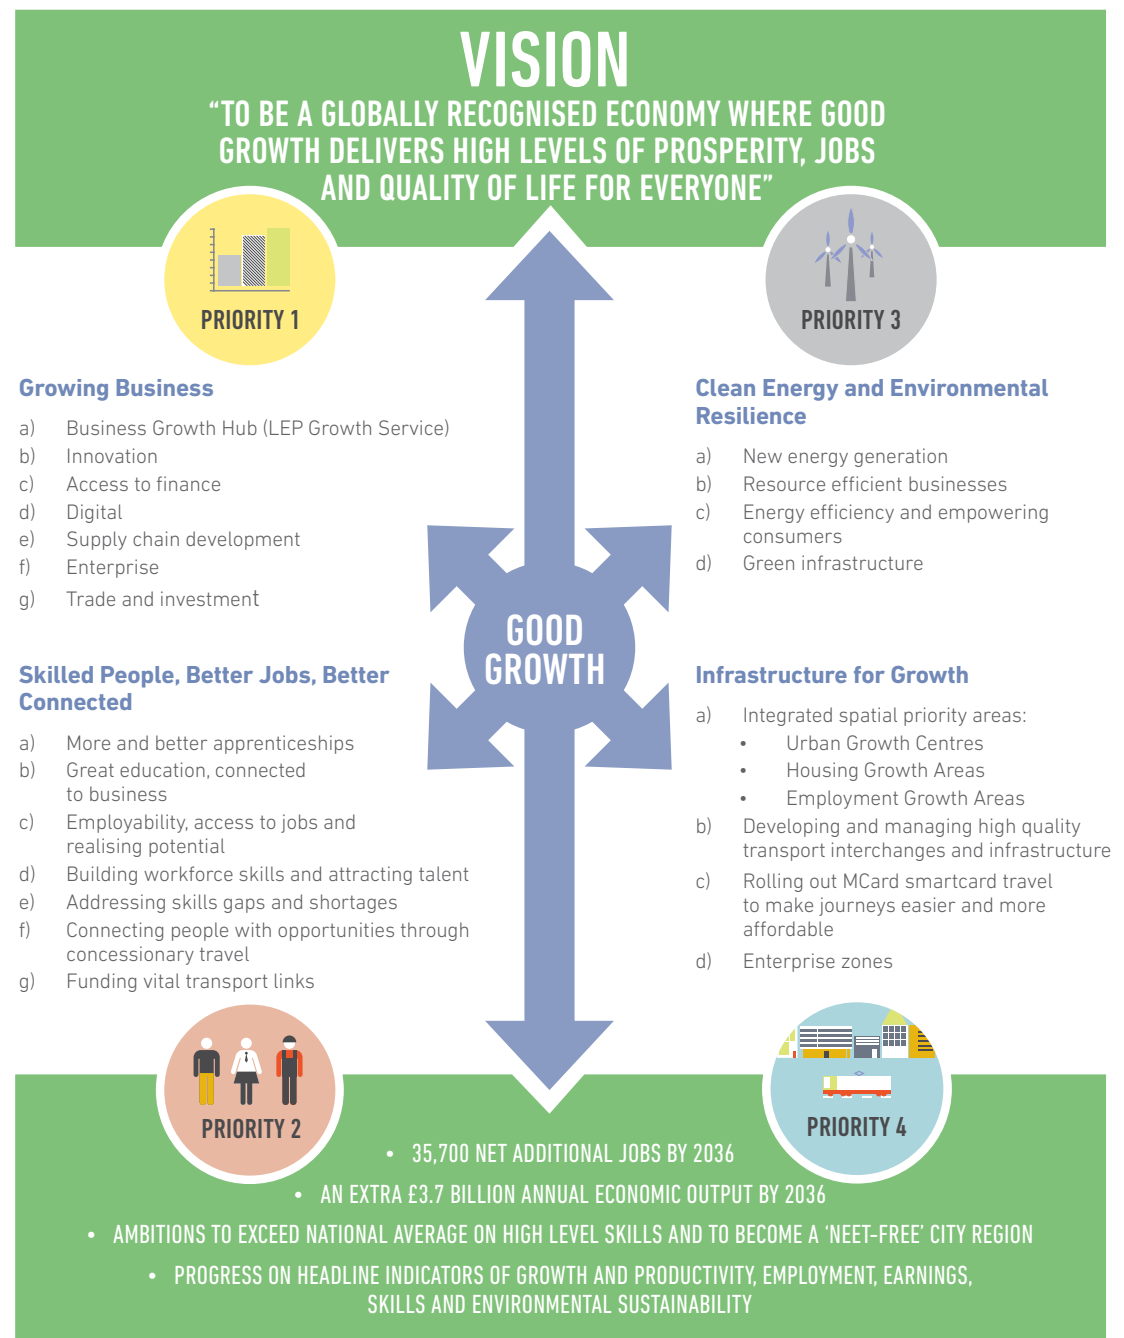 VISION
“TO BE A GLOBALLY RECOGNISED ECONOMY WHERE GOOD
GROWTH DELIVERS HIGH LEVELS OF PROSPERITY, JOBS
AND QUALITY OF LIFE FOR EVERYONE”
PRIORITY 1
Growing Business
a) Business Growth Hub (LEP Growth Service)
b) Innovation
c) Access to finance
d) Digital
e) Supply chain development
f) Enterprise
g) Trade and investment
PRIORITY 3
Clean Energy and Environmental
Resilience
a) New energy generation
b) Resource efficient businesses
c) Energy efficiency and empowering
consumers
d) Green infrastructure
GOOD
GROWTH
Skilled People, Better Jobs, Better
Connected
a) More and better apprenticeships
b) Great education, connected
to business
c) Employability, access to jobs and
realising potential
d) Building workforce skills and attracting talent
e) Addressing skills gaps and shortages
f) Connecting people with opportunities through
concessionary travel
g) Funding vital transport links
PRIORITY 2
Infrastructure for Growth
a) Integrated spatial priority areas:
• Urban Growth Centres
• Housing Growth Areas
• Employment Growth Areas
b) Developing and managing high quality
transport interchanges and infrastructure
c) Rolling out MCard smartcard travel
to make journeys easier and more
affordable
d) Enterprise zones
PRIORITY 4
• 35,700 NET ADDITIONAL JOBS BY 2036
• AN EXTRA £3.7 BILLION ANNUAL ECONOMIC OUTPUT BY 2036
• AMBITIONS TO EXCEED NATIONAL AVERAGE ON HIGH LEVEL SKILLS AND TO BECOME A ‘NEET-FREE’ CITY REGION
• PROGRESS ON HEADLINE INDICATORS OF GROWTH AND PRODUCTIVITY, EMPLOYMENT, EARNINGS,
SKILLS AND ENVIRONMENTAL SUSTAINABILITY